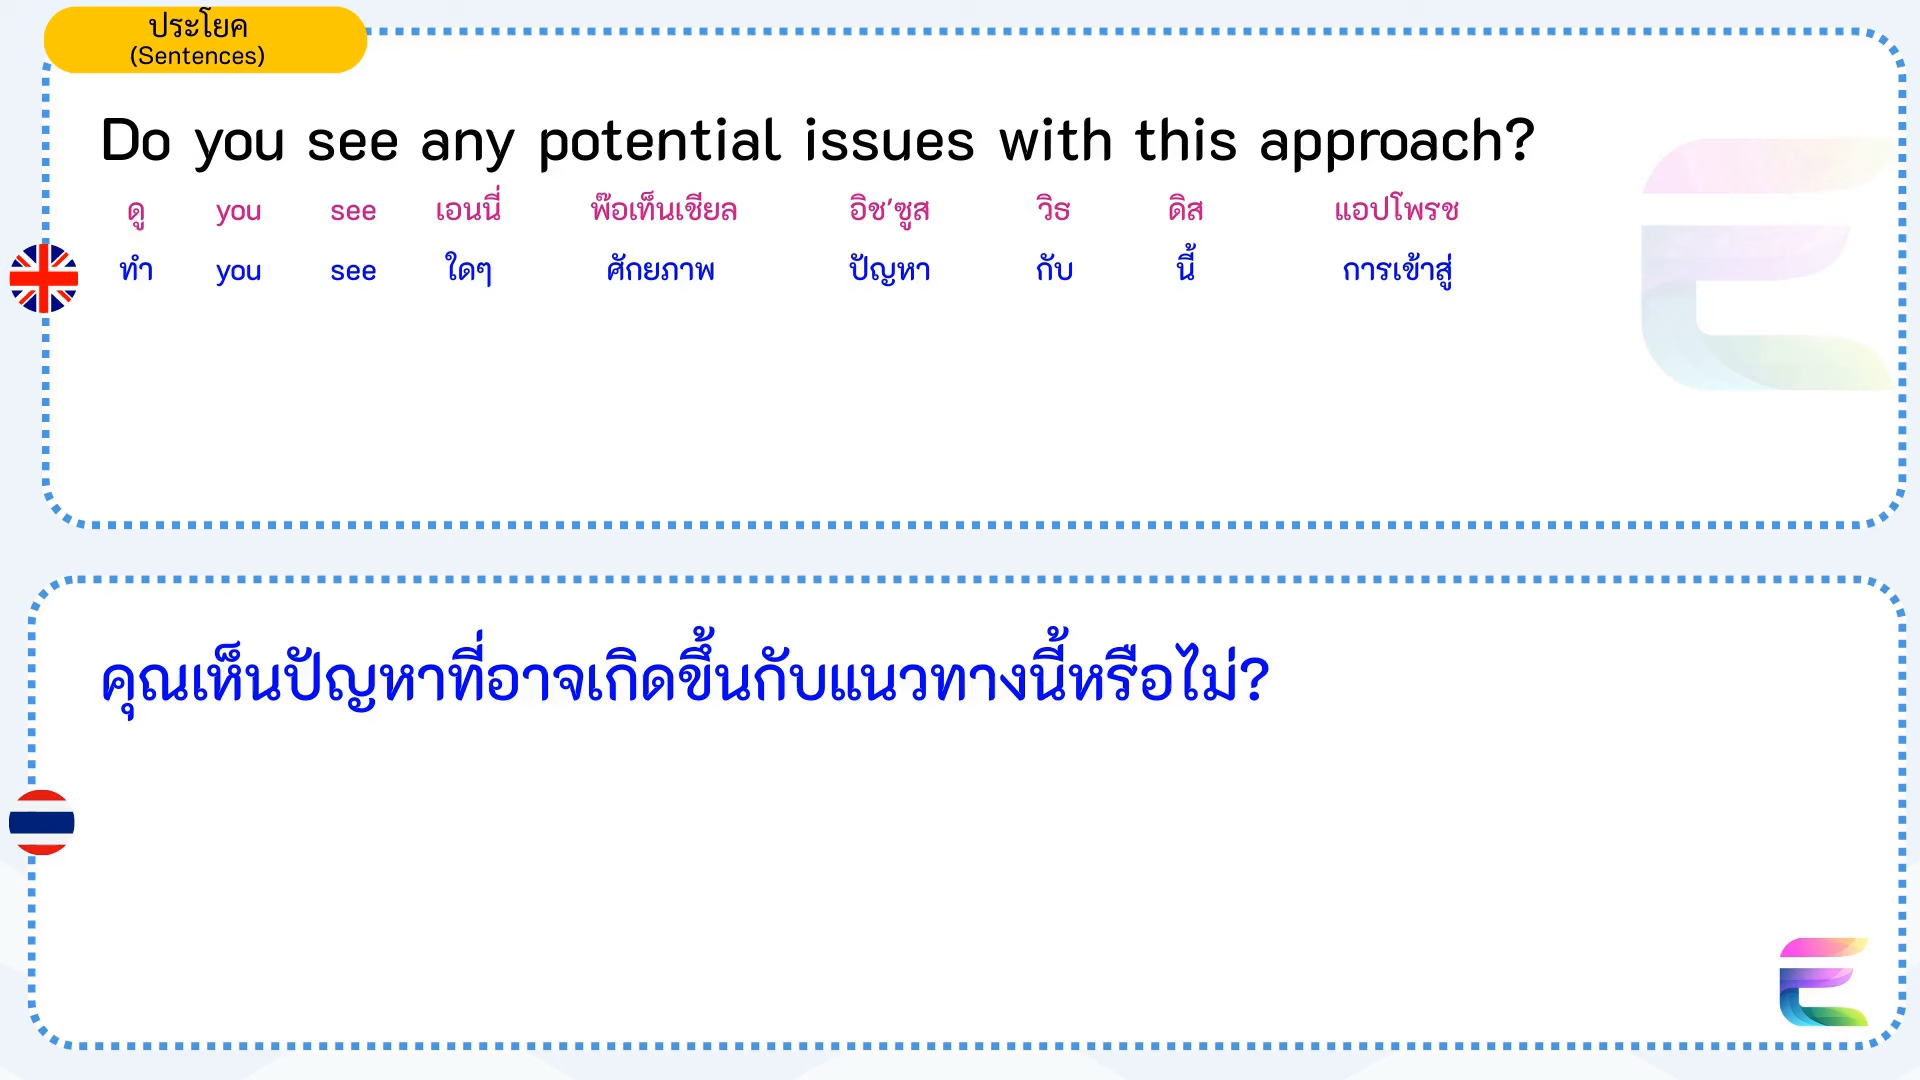 ประโยค
(Sentences)
Do you see any potential issues with this approach?
ดู you see เอนนี่ พ๊อเท็นเชียล อิช’ซูส วิธ ดิส แอปโพรช
ทำ you see ใดๆ ศักยภาพ ปัญหา กับ นี้ การเข้าสู่
คุณเห็นปัญหาที่อาจเกิดขึ้นกับแนวทางนี้หรือไม่?